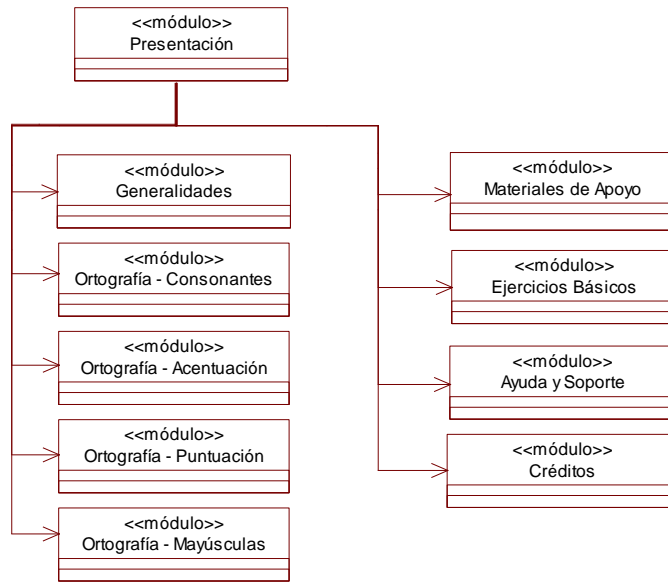 <<módulo>>
Presentación
<<módulo>>
Generalidades
<<módulo>>
Ortografía - Consonantes
<<módulo>>
Ortografía - Acentuación
<<módulo>>
Ortografía - Puntuación
<<módulo>>
Ortografía - Mayúsculas
<<módulo>>
Materiales de Apoyo
<<módulo>>
Ejercicios Básicos
<<módulo>>
Ayuda y Soporte
<<módulo>>
Créditos